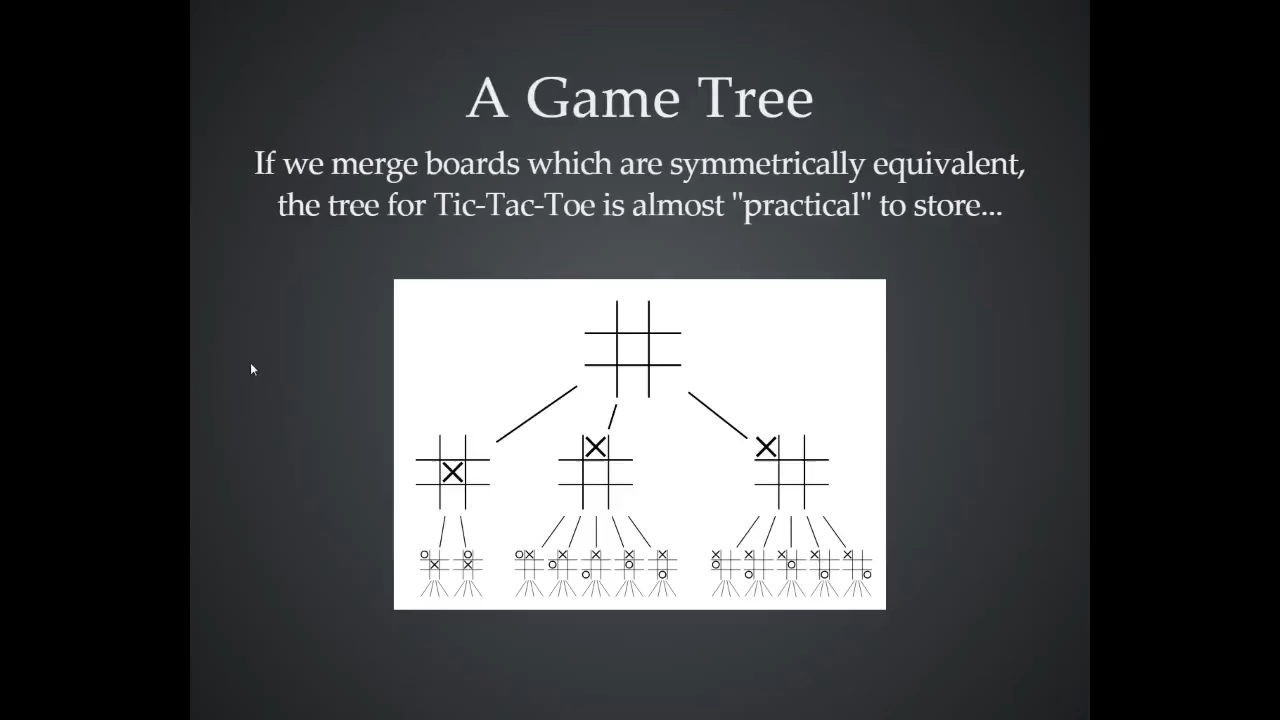 A Game Tree
If we merge boards which are symmetrically equivalent,
the tree for Tic-Tac-Toe is almost "practical" to store...